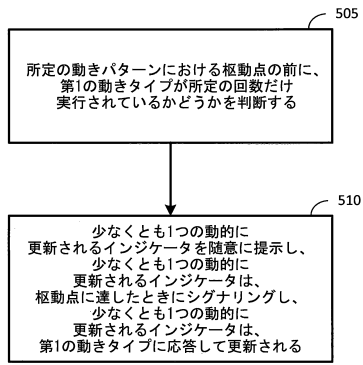 505
所定の動きパターンにおける枢動点の前に、
第1の動きタイプが所定の回数だけ
実行されているかどうかを判断する
510
少なくとも1つの動的に
更新されるインジケータを随意に提示し、
少なくとも1つの動的に
更新されるインジケータは、
枢動点に達したときにシグナリングし、
少なくとも1つの動的に
更新されるインジケータは、
第1の動きタイプに応答して更新される